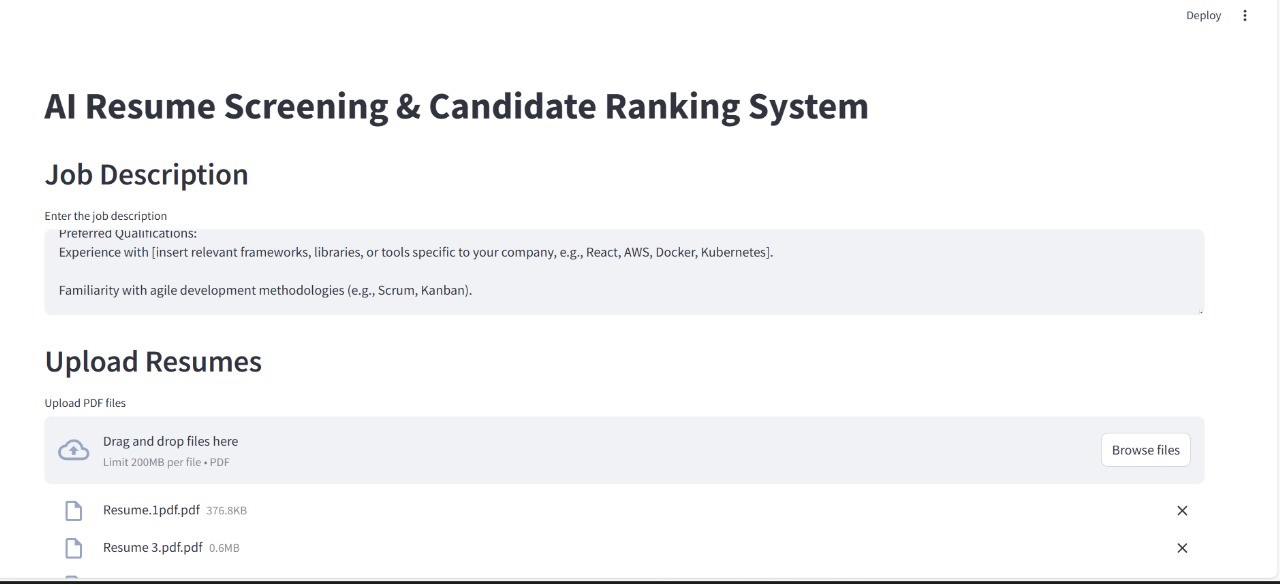 Deploy
AI Resume Screening & Candidate Ranking System
Job Description
Enter the job description
Preferred Qualifications:
Experience with [insert relevant frameworks, libraries, or tools specific to your company, e.g., React, AWS, Docker, Kubernetes].
Familiarity with agile development methodologies (e.g., Scrum, Kanban).
Upload Resumes
Upload PDF files
Drag and drop files here
Limit 200MB per file • PDF
Browse files
Resume.1pdf.pdf 376.8KB
Resume 3.pdf.pdf 0.6MB